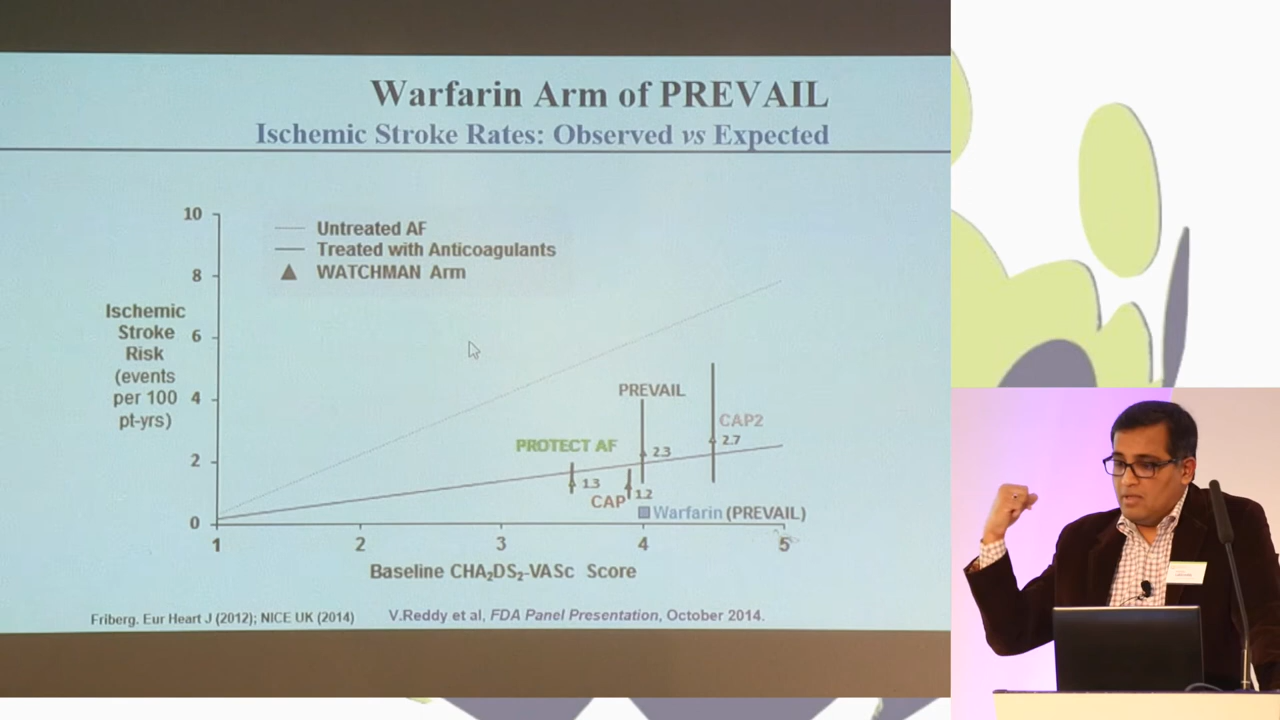 Warfarin Arm of PREVAIL
Ischemic Stroke Rates: Observed vs Expected
10
8
6
4
2
0
Ischemic
Stroke
Risk
(events
per 100
pt-yrs)
Untreated AF
Treated with Anticoagulants
WATCHMAN Arm
PREVAIL
CAP2
2.7
PROTECT AF
2.3
1.3
CAP
1.2
Warfarin (PREVAIL)
1 2 3 4 5
Baseline CHA₂DS₂-VASc Score
Friberg. Eur Heart J (2012); NICE UK (2014)
V.Reddy et al, FDA Panel Presentation, October 2014.